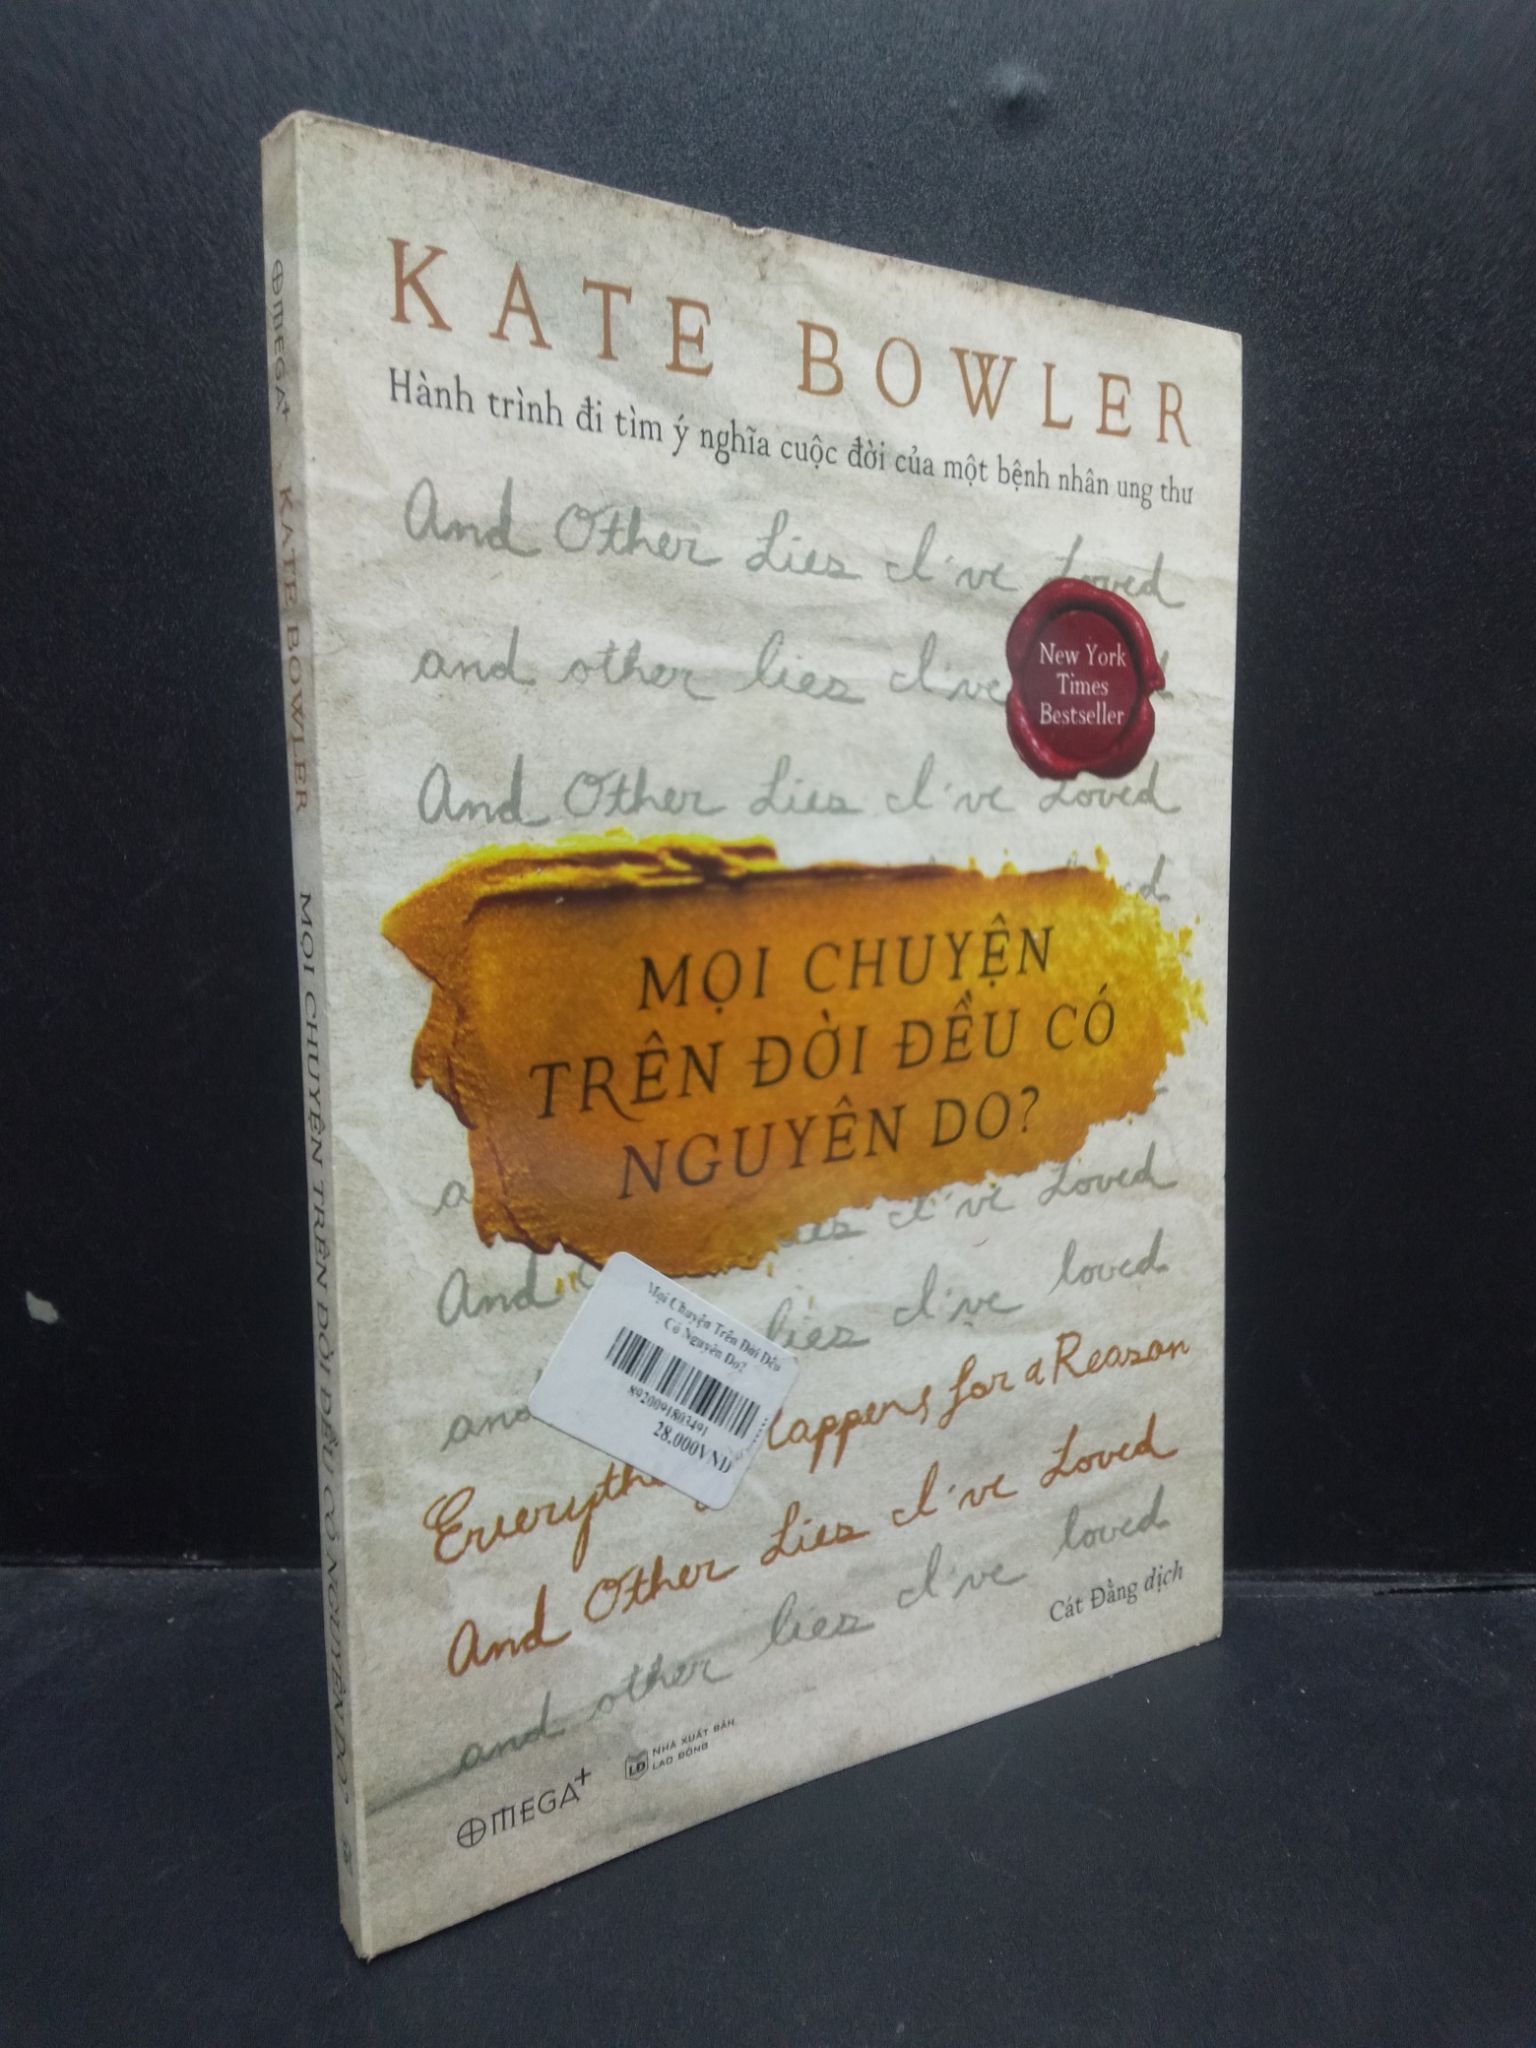 KATE BOWLER
Hành trình đi tìm ý nghĩa cuộc đời của một bệnh nhân ung thư
And Other Lies I've Loved
and other lies I've
New York
Times
Bestseller
And Other Lies I've Loved
MỌI CHUYỆN
TRÊN ĐỜI ĐỀU CÓ
NGUYÊN DO?
I've Loved
And
lies I've loved
Mọi Chuyện Trên Đời Đều
Có Nguyên Do?
8920091803491
28.000VND
Happens for a Reason
And Other Lies I've Loved
and other lies I've loved
Cát Đằng dịch
OMEGA+
LĐ
NHÀ XUẤT BẢN
LAO ĐỘNG
OMEGA+ KATE BOWLER MỌI CHUYỆN TRÊN ĐỜI ĐỀU CÓ NGUYÊN DO?